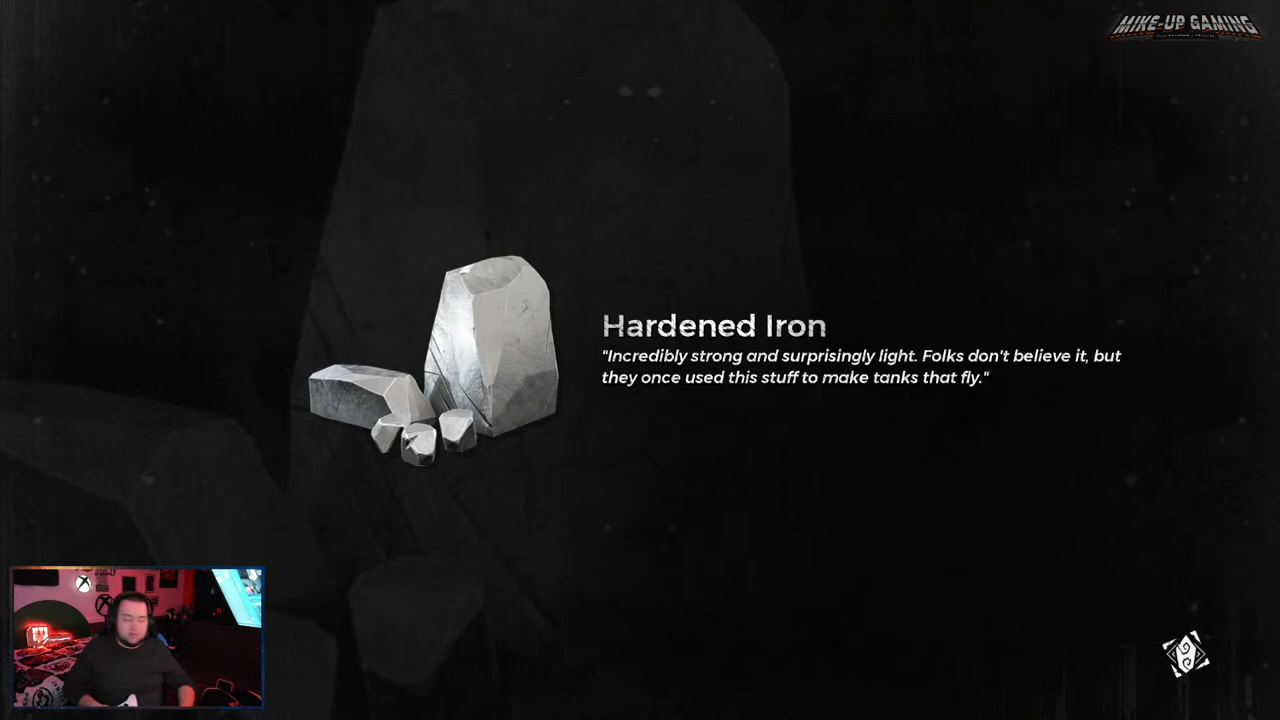 MIKE-UP GAMING
Hardened Iron
"Incredibly strong and surprisingly light. Folks don't believe it, but
they once used this stuff to make tanks that fly."